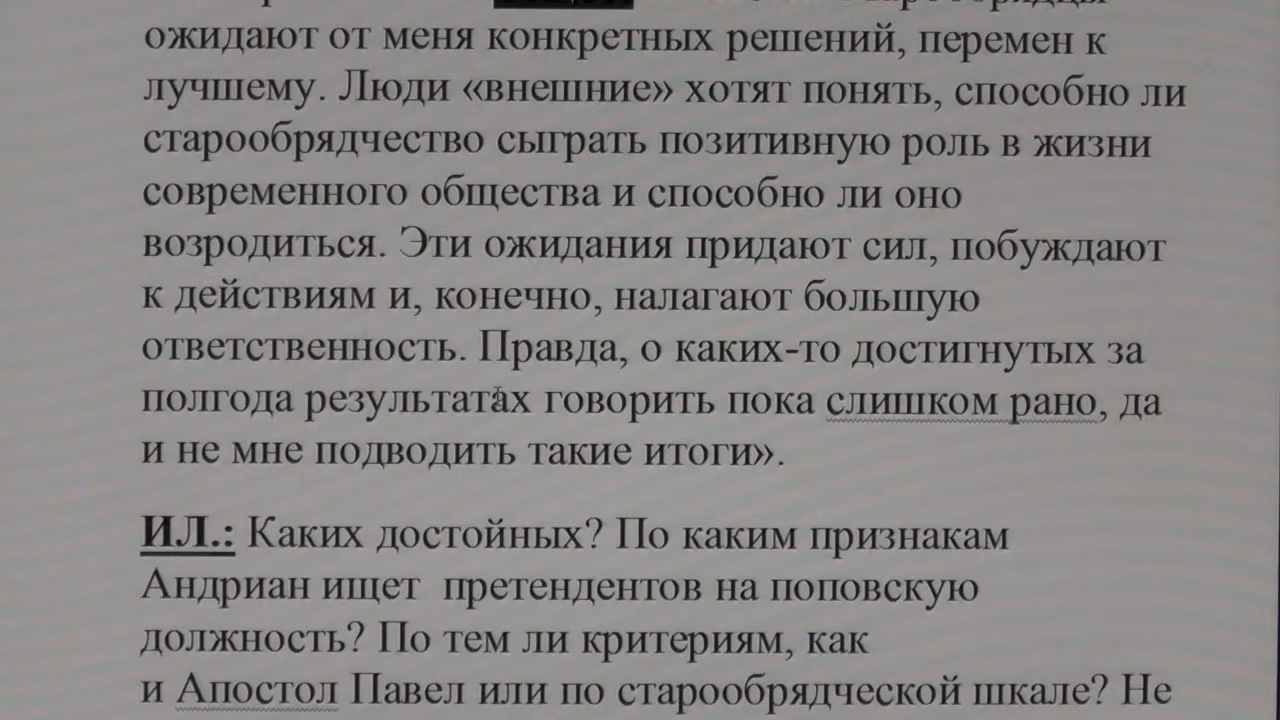 ожидают от меня конкретных решений, перемен к
лучшему. Люди «внешние» хотят понять, способно ли
старообрядчество сыграть позитивную роль в жизни
современного общества и способно ли оно
возродиться. Эти ожидания придают сил, побуждают
к действиям и, конечно, налагают большую
ответственность. Правда, о каких-то достигнутых за
полгода результатах говорить пока слишком рано, да
и не мне подводить такие итоги».
ИЛ.: Каких достойных? По каким признакам
Андриан ищет претендентов на поповскую
должность? По тем ли критериям, как
и Апостол Павел или по старообрядческой шкале? Не